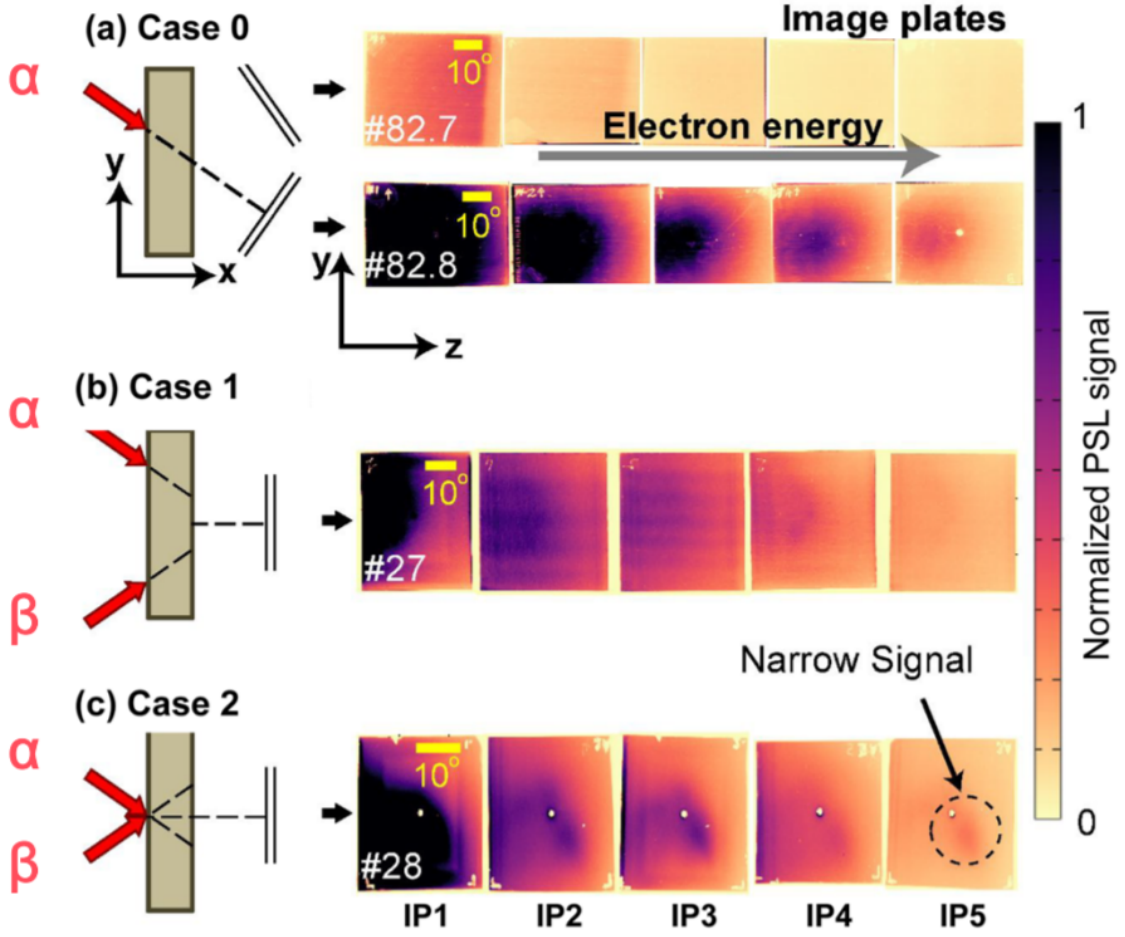 (a) Case 0
Image plates
α
10°
#82.7
Electron energy
1
y
x
10°
#82.8
y
z
(b) Case 1
α
10°
#27
β
Normalized PSL signal
Narrow Signal
(c) Case 2
α
10°
β
#28
0
IP1 IP2 IP3 IP4 IP5